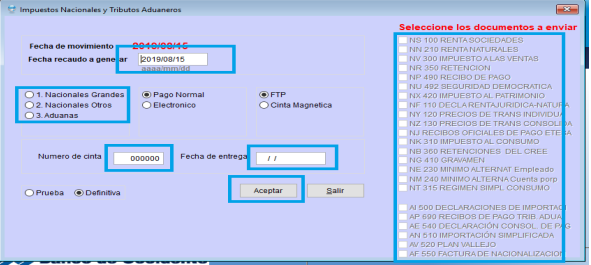 Impuestos Nacionales y Tributos Aduaneros
Seleccione los documentos a enviar
Fecha de movimiento 2019/08/15
Fecha recaudo a generar 2019/08/15
aaaa/mm/dd
1. Nacionales Grandes
2. Nacionales Otros
3. Aduanas
Pago Normal
Electronico
FTP
Cinta Magnetica
Numero de cinta 000000 Fecha de entrega / /
Prueba Definitiva Aceptar Salir
NS 100 RENTA SOCIEDADES
NN 210 RENTA NATURALES
NV 300 IMPUESTO A LAS VENTAS
NR 350 RETENCION
NP 490 RECIBO DE PAGO
NU 492 SEGURIDAD DEMOCRATICA
NX 420 IMPUESTO AL PATRIMONIO
NF 110 DECLA RENTA JURIDICA-NATURA
NY 120 PRECIOS DE TRANS INDIVIDUA
NZ 130 PRECIOS DE TRANS CONSOLIDA
NJ RECIBOS OFICIALES DE PAGO ETESA
NK 310 IMPUESTO AL CONSUMO
NB 360 RETENCIONES DEL CREE
NG 410 GRAVAMEN
NE 230 MINIMO ALTERNAT Empleado
NM 240 MINIMO ALTERNA Cuenta porp
NT 315 REGIMEN SIMPL CONSUMO
AI 500 DECLARACIONES DE IMPORTACI
AP 690 RECIBOS DE PAGO TRIB. ADUA
AE 540 DECLARACIÓN CONSOL. DE PAG
AN 510 IMPORTACIÓN SIMPLIFICADA
AV 520 PLAN VALLEJO
AF 550 FACTURA DE NACIONALIZACION
Banco de Occidente